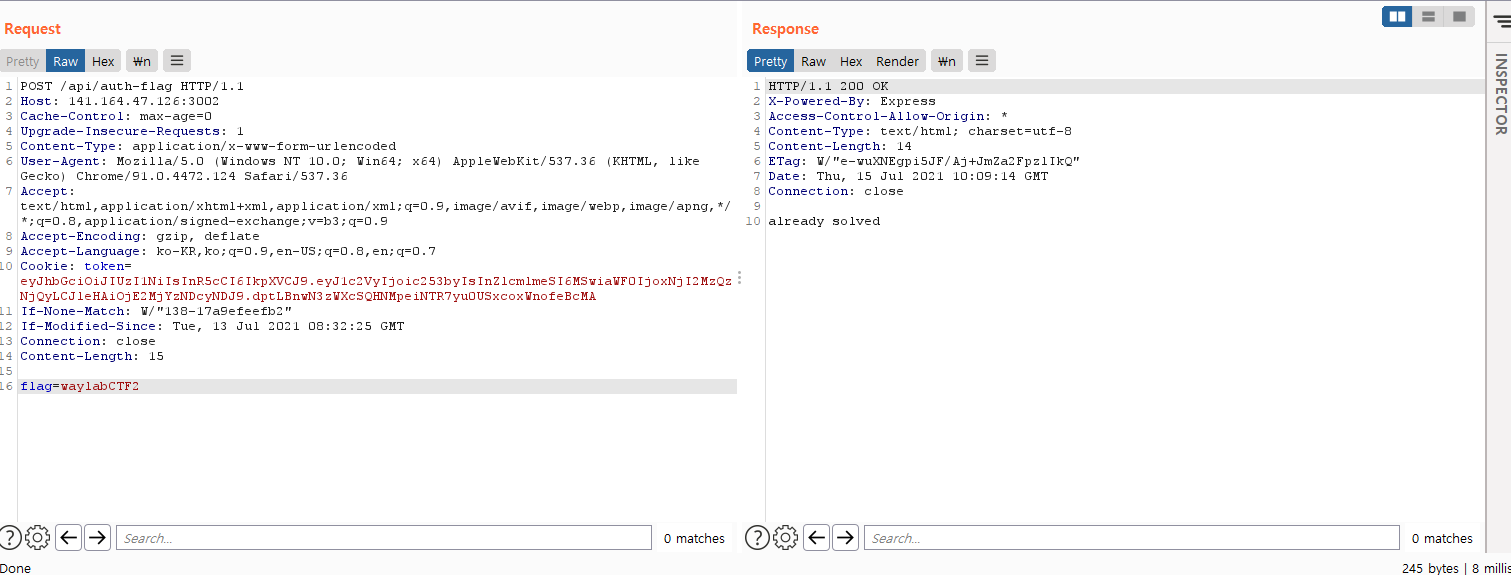 Request
Pretty Raw Hex ₩n
1 POST /api/auth-flag HTTP/1.1
2 Host: 141.164.47.126:3002
3 Cache-Control: max-age=0
4 Upgrade-Insecure-Requests: 1
5 Content-Type: application/x-www-form-urlencoded
6 User-Agent: Mozilla/5.0 (Windows NT 10.0; Win64; x64) AppleWebKit/537.36 (KHTML, like
Gecko) Chrome/91.0.4472.124 Safari/537.36
7 Accept:
text/html,application/xhtml+xml,application/xml;q=0.9,image/avif,image/webp,image/apng,*/
*;q=0.8,application/signed-exchange;v=b3;q=0.9
8 Accept-Encoding: gzip, deflate
9 Accept-Language: ko-KR,ko;q=0.9,en-US;q=0.8,en;q=0.7
10 Cookie: token=
11 If-None-Match: W/"138-17a9efeefb2"
12 If-Modified-Since: Tue, 13 Jul 2021 08:32:25 GMT
13 Connection: close
14 Content-Length: 15
15
16 flag=waylabCTF2
Search...
0 matches
Done
Response
Pretty Raw Hex Render ₩n
1 HTTP/1.1 200 OK
2 X-Powered-By: Express
3 Access-Control-Allow-Origin: *
4 Content-Type: text/html; charset=utf-8
5 Content-Length: 14
6 ETag: W/"e-wuXNEgpi5JF/Aj+JmZa2FpzlIkQ"
7 Date: Thu, 15 Jul 2021 10:09:14 GMT
8 Connection: close
9
10 already solved
Search...
0 matches
245 bytes | 8 millis
INSPECTOR